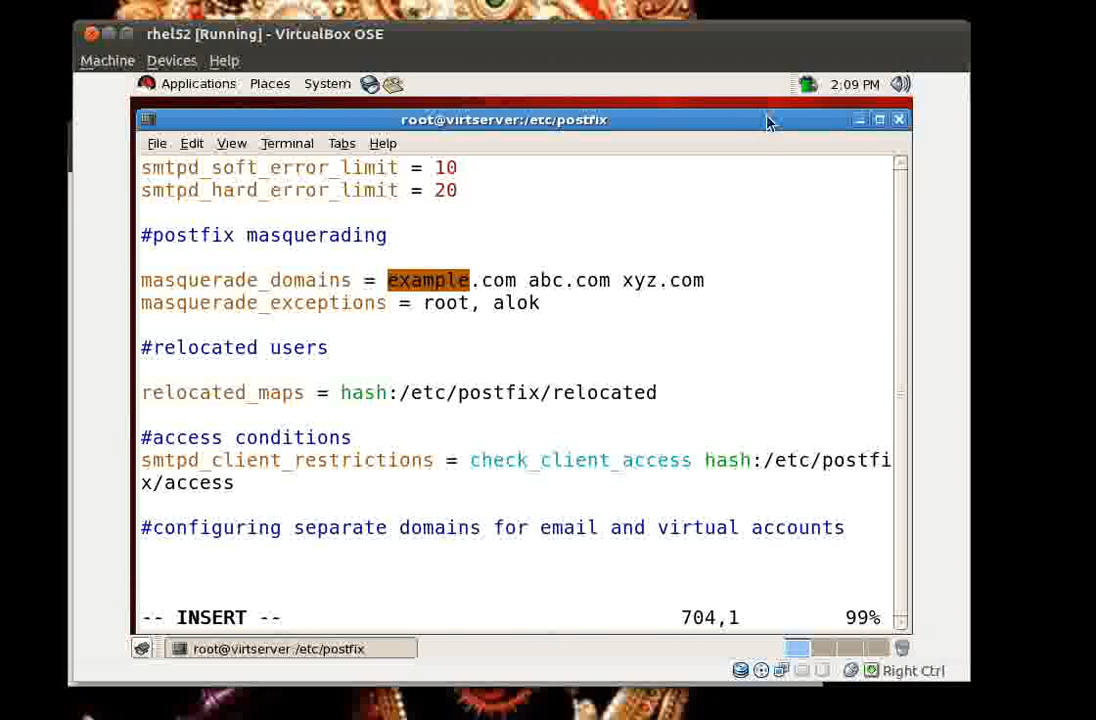 rhel52 [Running] - VirtualBox OSE
Machine Devices Help
Applications Places System 2:09 PM
root@virtserver:/etc/postfix
File Edit View Terminal Tabs Help
smtpd_soft_error_limit = 10
smtpd_hard_error_limit = 20
#postfix masquerading
masquerade_domains = example.com abc.com xyz.com
masquerade_exceptions = root, alok
#relocated users
relocated_maps = hash:/etc/postfix/relocated
#access conditions
smtpd_client_restrictions = check_client_access hash:/etc/postfi
x/access
#configuring separate domains for email and virtual accounts
-- INSERT -- 704,1 99%
root@virtserver:/etc/postfix
Right Ctrl